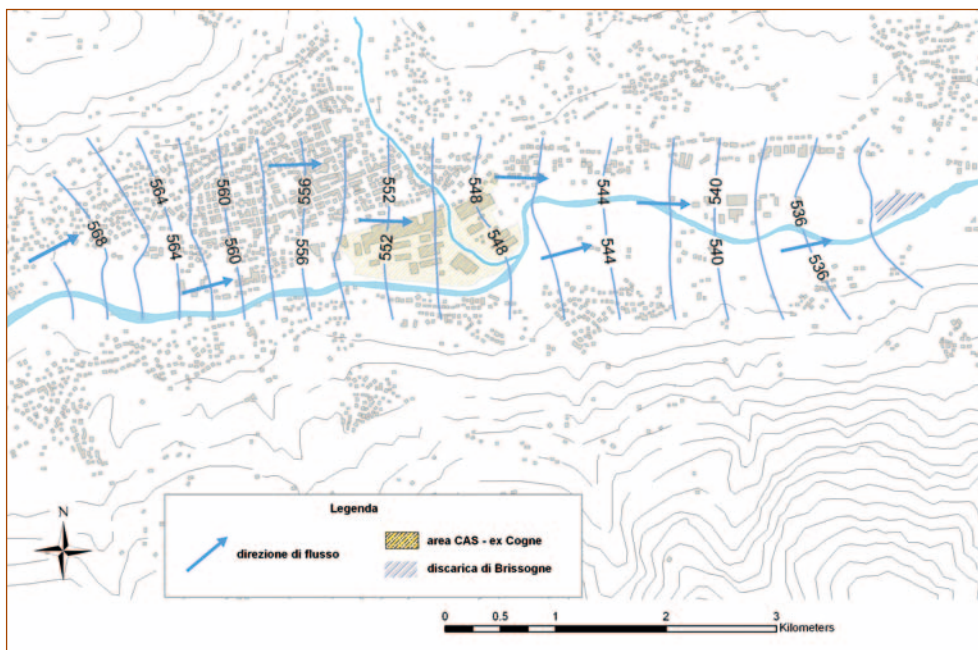 564
560
556
552
548
544
540
536
568
564
560
556
552
548
544
540
536
N
Legenda
direzione di flusso
area CAS - ex Cogne
discarica di Brissogne
0 0.5 1 2 3
Kilometers